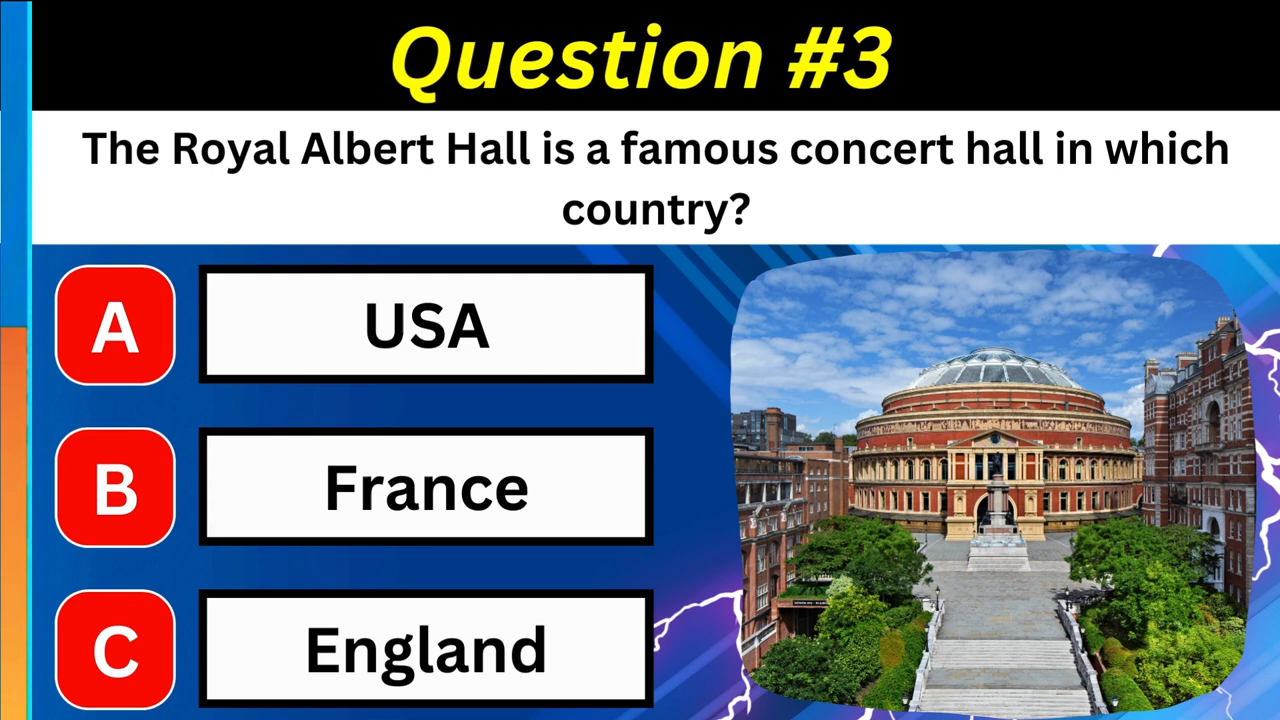 Question #3
The Royal Albert Hall is a famous concert hall in which
country?
A
USA
B
France
C
England